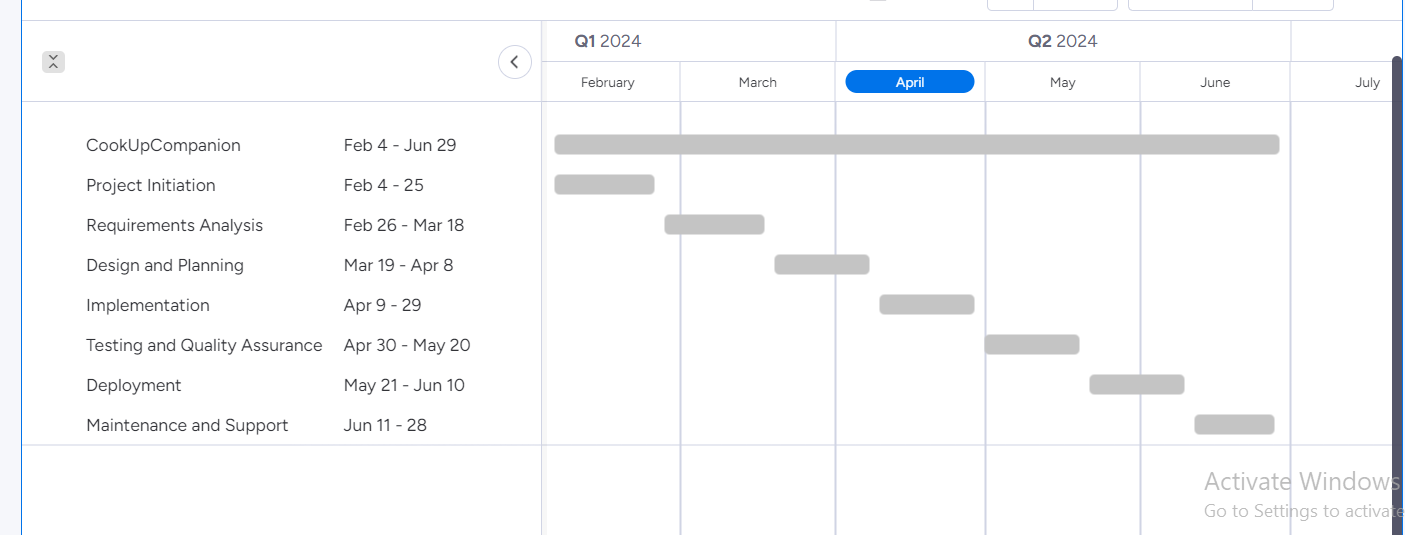 Q1 2024 Q2 2024
February March April May June July
CookUpCompanion Feb 4 - Jun 29
Project Initiation Feb 4 - 25
Requirements Analysis Feb 26 - Mar 18
Design and Planning Mar 19 - Apr 8
Implementation Apr 9 - 29
Testing and Quality Assurance Apr 30 - May 20
Deployment May 21 - Jun 10
Maintenance and Support Jun 11 - 28
Activate Windows
Go to Settings to activate